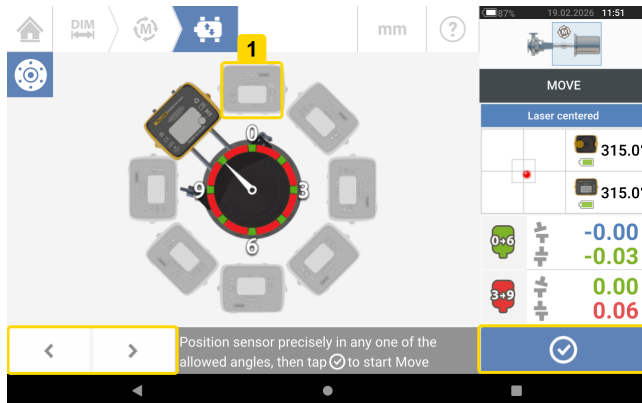 DIM
M
mm
?
87%
19.02.2026 11:51
1
MOVE
Laser centered
0
9
3
6
315.0°
315.0°
0→6
-0.00
-0.03
3→9
0.00
0.06
Position sensor precisely in any one of the
allowed angles, then tap to start Move